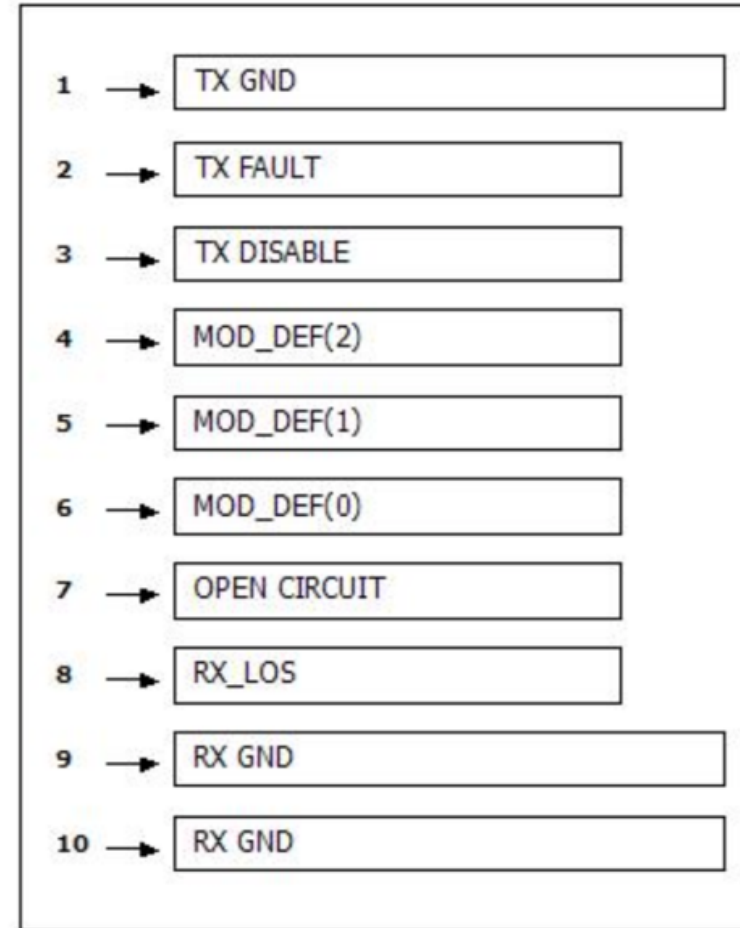 1 TX GND
2 TX FAULT
3 TX DISABLE
4 MOD_DEF(2)
5 MOD_DEF(1)
6 MOD_DEF(0)
7 OPEN CIRCUIT
8 RX_LOS
9 RX GND
10 RX GND